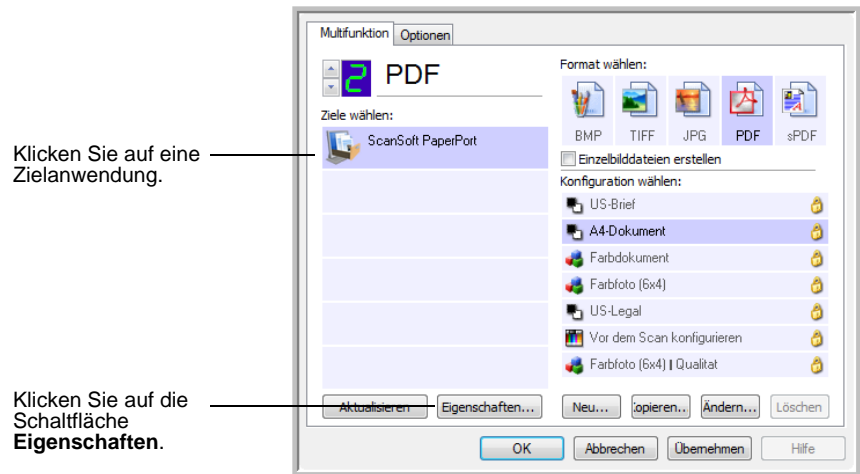 Multifunktion Optionen
2 PDF
Ziele wählen:
ScanSoft PaperPort
Format wählen:
BMP TIFF JPG PDF sPDF
Einzelbilddateien erstellen
Konfiguration wählen:
US-Brief
A4-Dokument
Farbdokument
Farbfoto (6x4)
US-Legal
Vor dem Scan konfigurieren
Farbfoto (6x4) | Qualitat
Klicken Sie auf eine
Zielanwendung.
Klicken Sie auf die
Schaltfläche
Eigenschaften.
Aktualisieren Eigenschaften... Neu... opieren... Ändern... Löschen
OK Abbrechen Übernehmen Hilfe